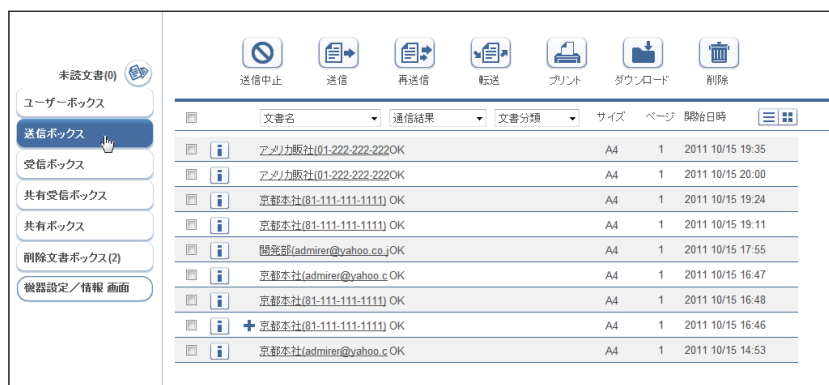 未読文書(0)
ユーザーボックス
送信ボックス
受信ボックス
共有受信ボックス
共有ボックス
削除文書ボックス(2)
機器設定/情報 画面
送信中止 送信 再送信 転送 プリント ダウンロード 削除
文書名 通信結果 文書分類 サイズ ページ 開始日時
アメリカ販社(01-222-222-222OK A4 1 2011 10/15 19:35
アメリカ販社(01-222-222-222OK A4 1 2011 10/15 20:00
京都本社(81-111-111-1111) OK A4 1 2011 10/15 19:24
京都本社(81-111-111-1111) OK A4 1 2011 10/15 19:11
開発部(admirer@yahoo.co.jOK A4 1 2011 10/15 17:55
京都本社(admirer@yahoo.c OK A4 1 2011 10/15 16:47
京都本社(81-111-111-1111) OK A4 1 2011 10/15 16:48
京都本社(81-111-111-1111) OK A4 1 2011 10/15 16:46
京都本社(admirer@yahoo.c OK A4 1 2011 10/15 14:53